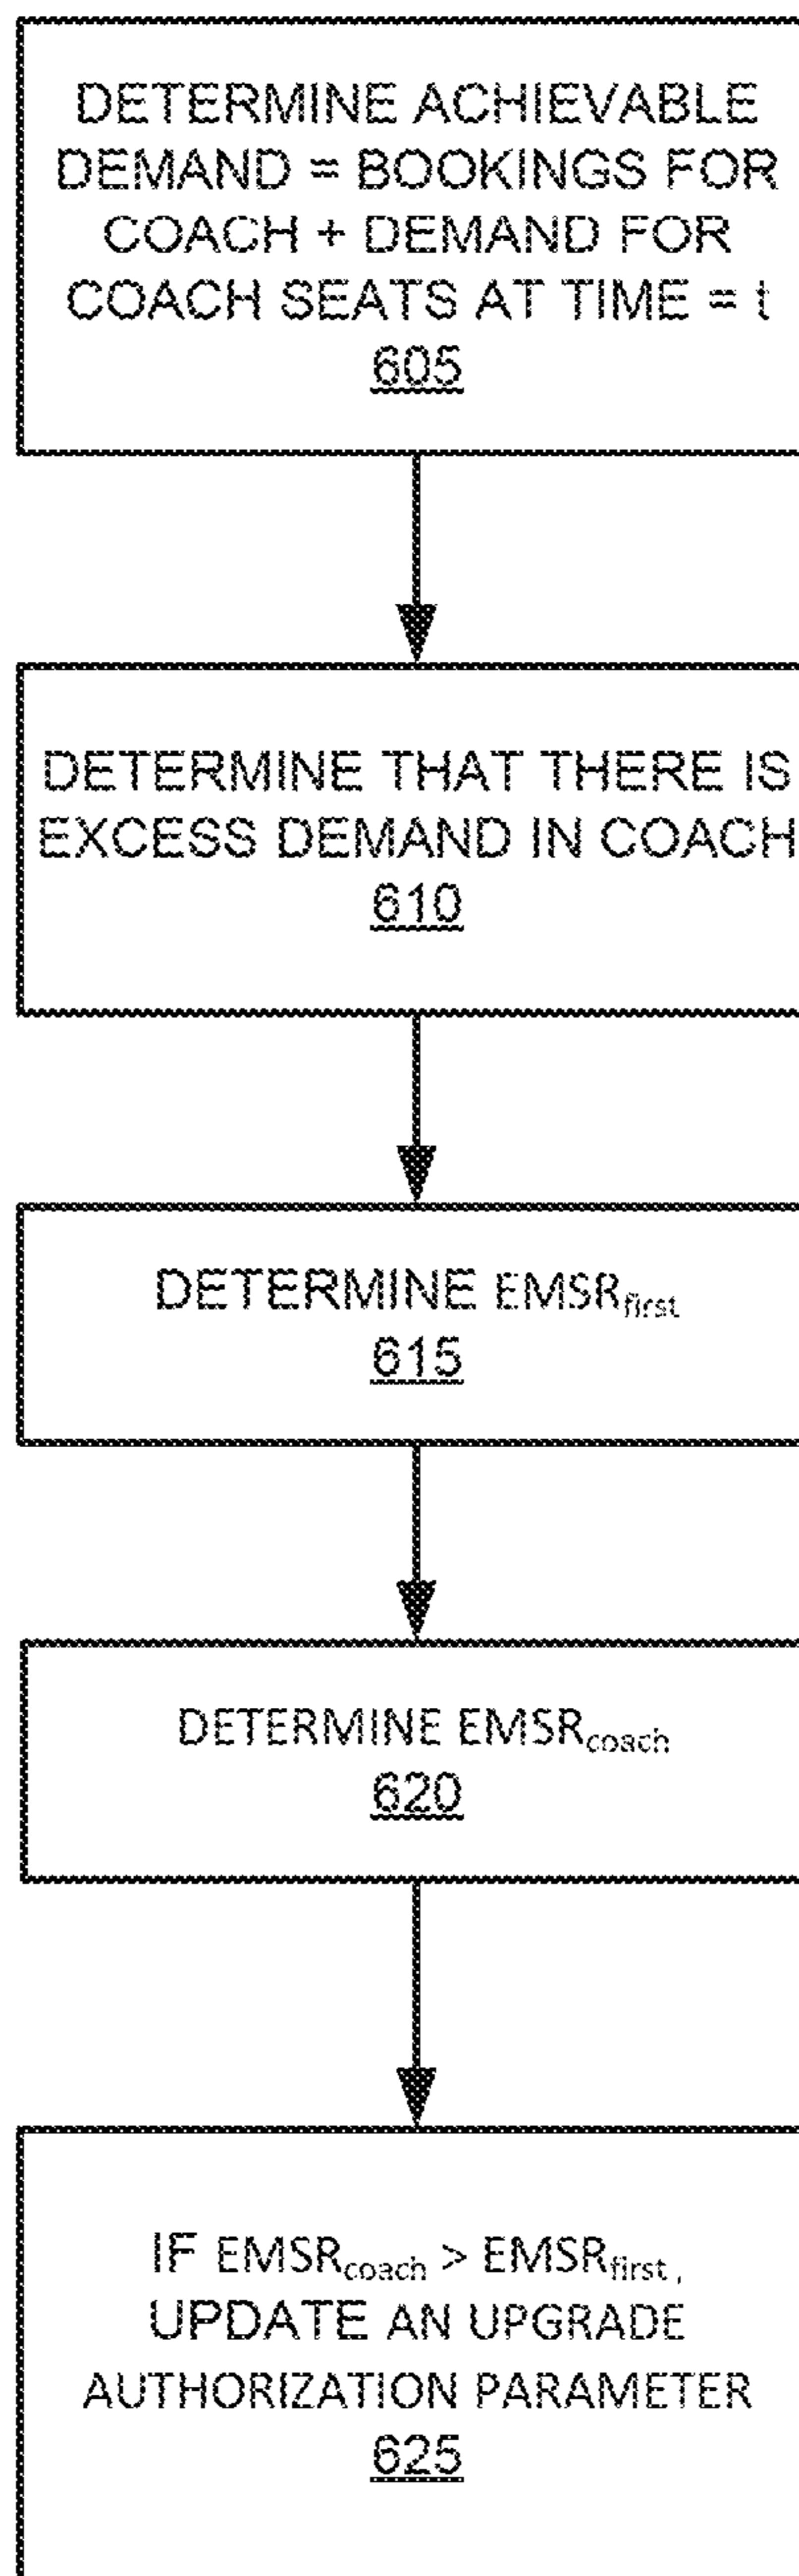 DETERMINE ACHIEVABLE
DEMAND = BOOKINGS FOR
COACH + DEMAND FOR
COACH SEATS AT TIME = t
605
DETERMINE THAT THERE IS
EXCESS DEMAND IN COACH
610
DETERMINE EMSRfirst
615
DETERMINE EMSRcoach
620
IF EMSRcoach > EMSRfirst,
UPDATE AN UPGRADE
AUTHORIZATION PARAMETER
625